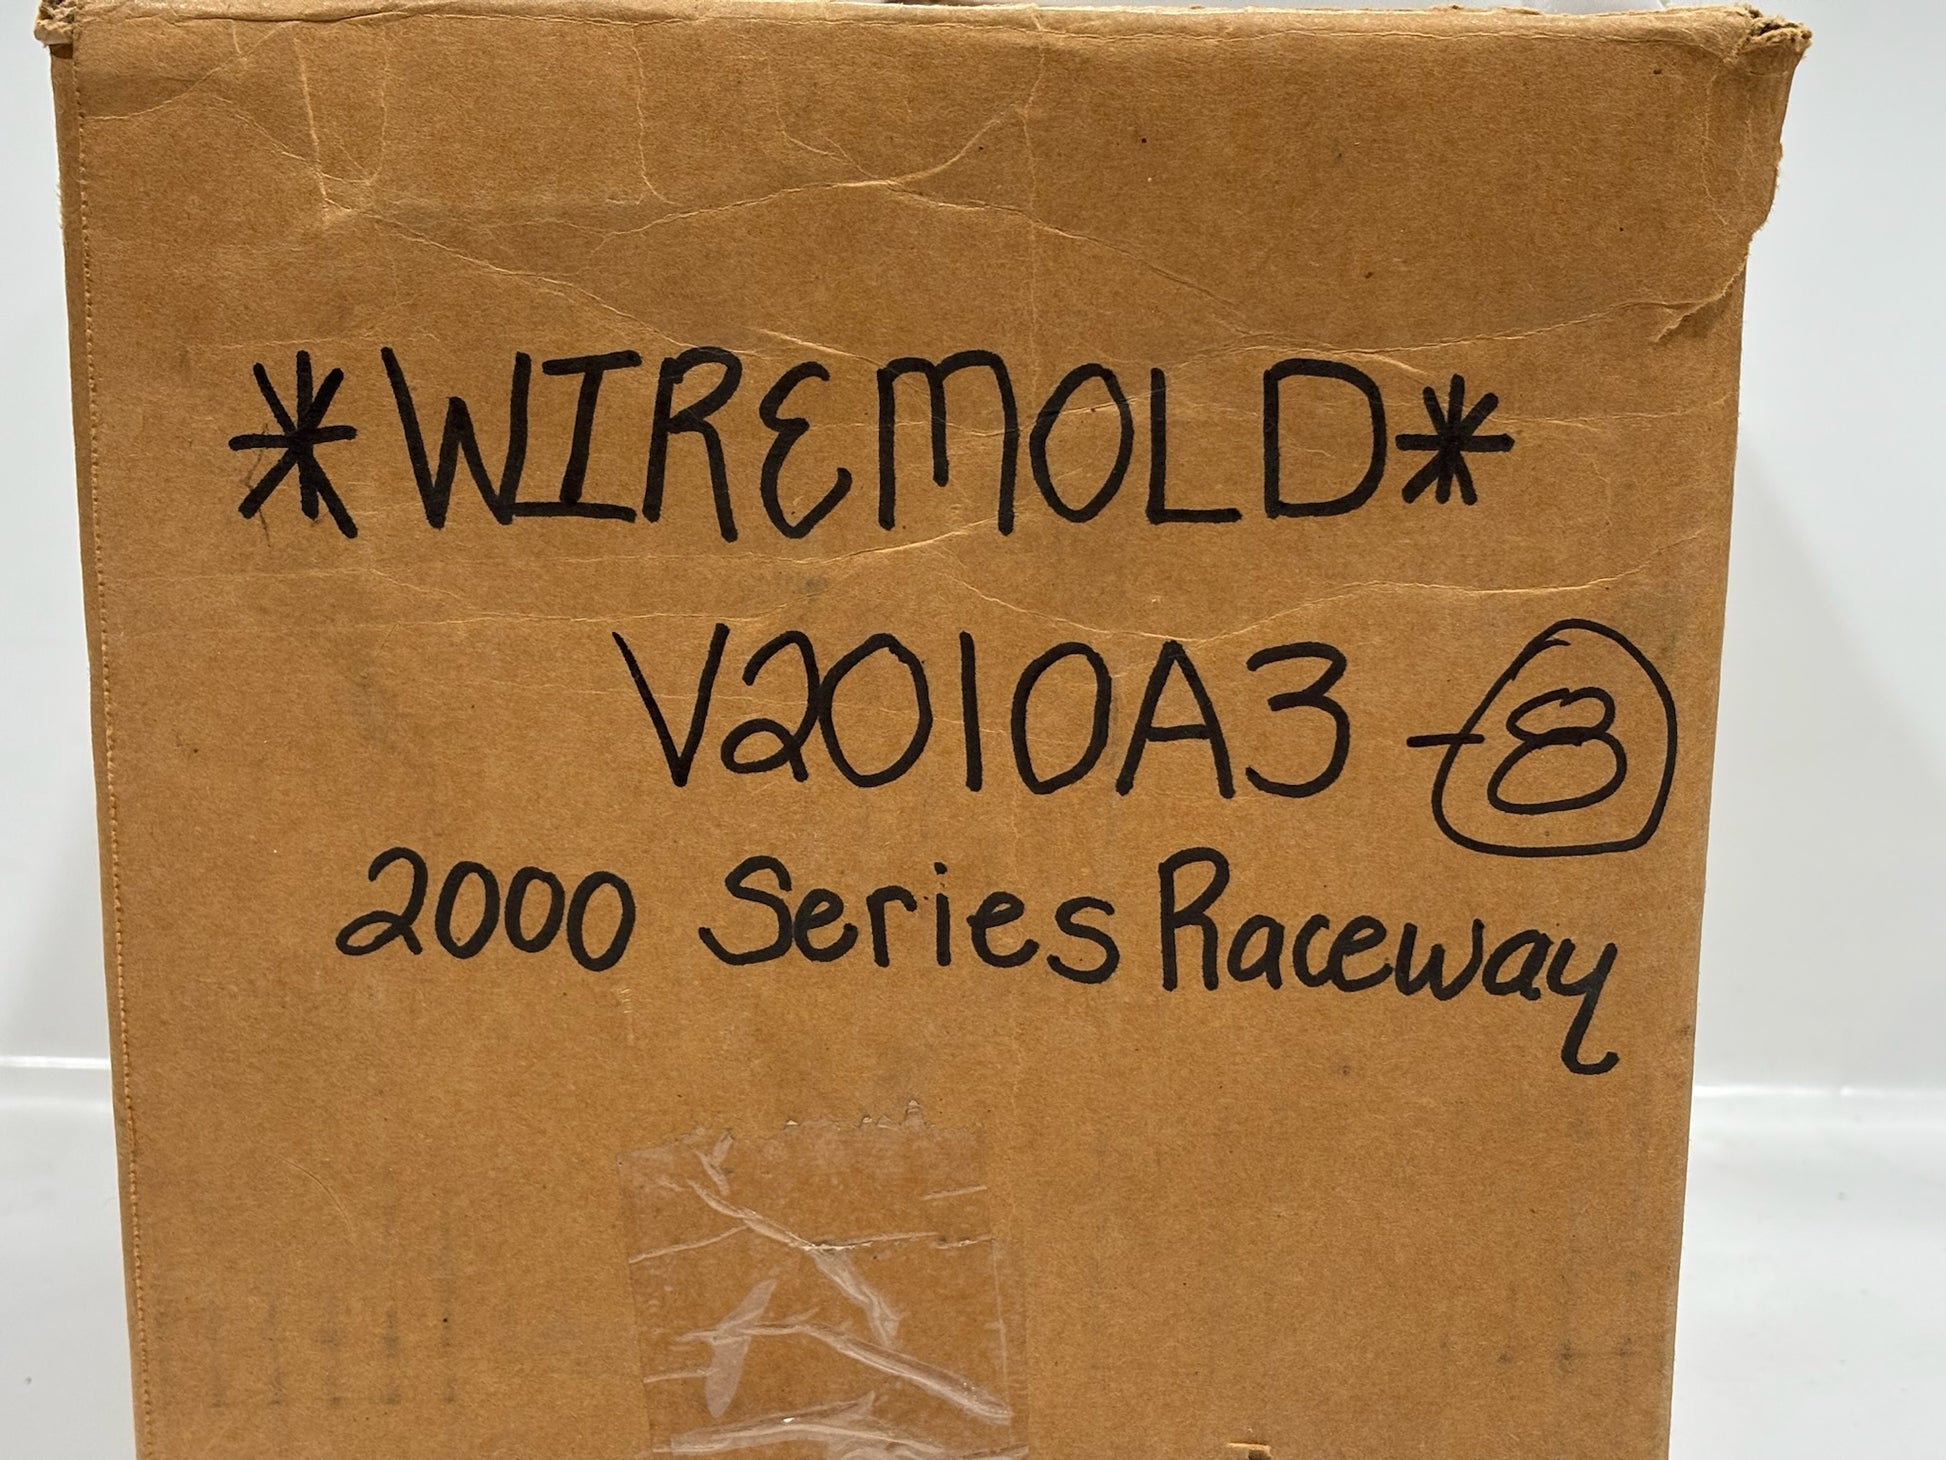 *WIREMOLD*
V2010A3 -8
2000 Series Raceway